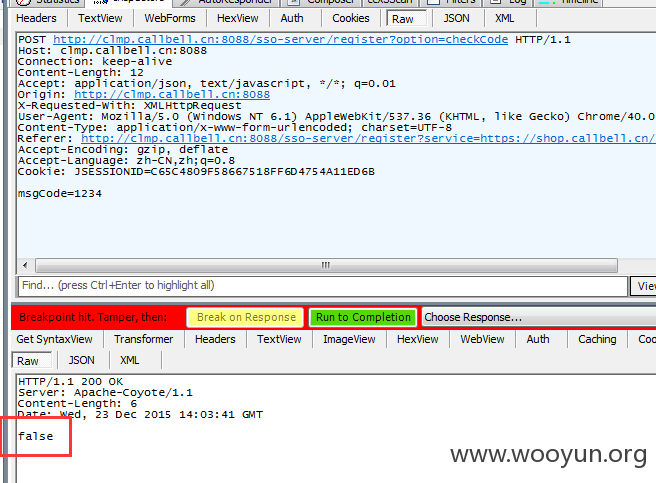 Statistics Inspectors AutoResponder Composer Filters Log Timeline
Headers TextView WebForms HexView Auth Cookies Raw JSON XML
POST http://clmp.callbell.cn:8088/sso-server/register?option=checkCode HTTP/1.1
Host: clmp.callbell.cn:8088
Connection: keep-alive
Content-Length: 12
Accept: application/json, text/javascript, */*; q=0.01
Origin: http://clmp.callbell.cn:8088
X-Requested-With: XMLHttpRequest
User-Agent: Mozilla/5.0 (Windows NT 6.1) AppleWebKit/537.36 (KHTML, like Gecko) Chrome/40.0
Content-Type: application/x-www-form-urlencoded; charset=UTF-8
Referer: http://clmp.callbell.cn:8088/sso-server/register?service=https://shop.callbell.cn/
Accept-Encoding: gzip, deflate
Accept-Language: zh-CN,zh;q=0.8
Cookie: JSESSIONID=C65C4809F58667518FF6D4754A11ED6B
msgCode=1234
Find... (press Ctrl+Enter to highlight all) View
Breakpoint hit. Tamper, then: Break on Response Run to Completion Choose Response...
Get SyntaxView Transformer Headers TextView ImageView HexView WebView Auth Caching Coo
Raw JSON XML
HTTP/1.1 200 OK
Server: Apache-Coyote/1.1
Content-Length: 6
Date: Wed, 23 Dec 2015 14:03:41 GMT
false
www.wooyun.org